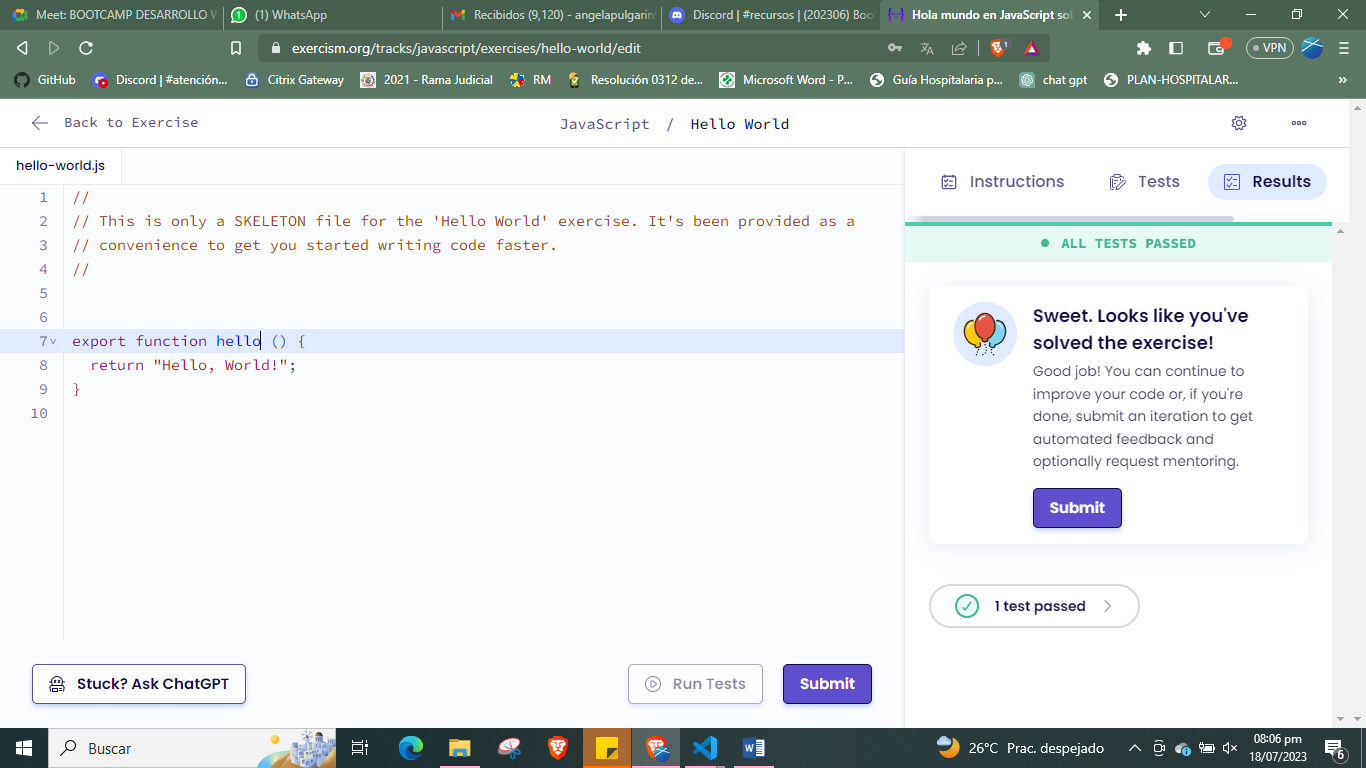 Meet: BOOTCAMP DESARROLLO W
(1) WhatsApp
Recibidos (9,120) - angelapulgarin
Discord | #recursos | (202306) Boo
Hola mundo en JavaScript so
exercism.org/tracks/javascript/exercises/hello-world/edit
1
VPN
GitHub
Discord | #atención...
Citrix Gateway
2021 - Rama Judicial
RM
Resolución 0312 de...
Microsoft Word - P...
Guía Hospitalaria p...
chat gpt
PLAN-HOSPITALAR...
»
Back to Exercise
JavaScript / Hello World
hello-world.js
Instructions
Tests
Results
1 //
2 // This is only a SKELETON file for the 'Hello World' exercise. It's been provided as a
3 // convenience to get you started writing code faster.
4 //
5
6
7 export function hello () {
8 return "Hello, World!";
9 }
10
ALL TESTS PASSED
Sweet. Looks like you've
solved the exercise!
Good job! You can continue to
improve your code or, if you're
done, submit an iteration to get
automated feedback and
optionally request mentoring.
Submit
1 test passed
Stuck? Ask ChatGPT
Run Tests
Submit
Buscar
26°C Prac. despejado
08:06 pm
18/07/2023
6